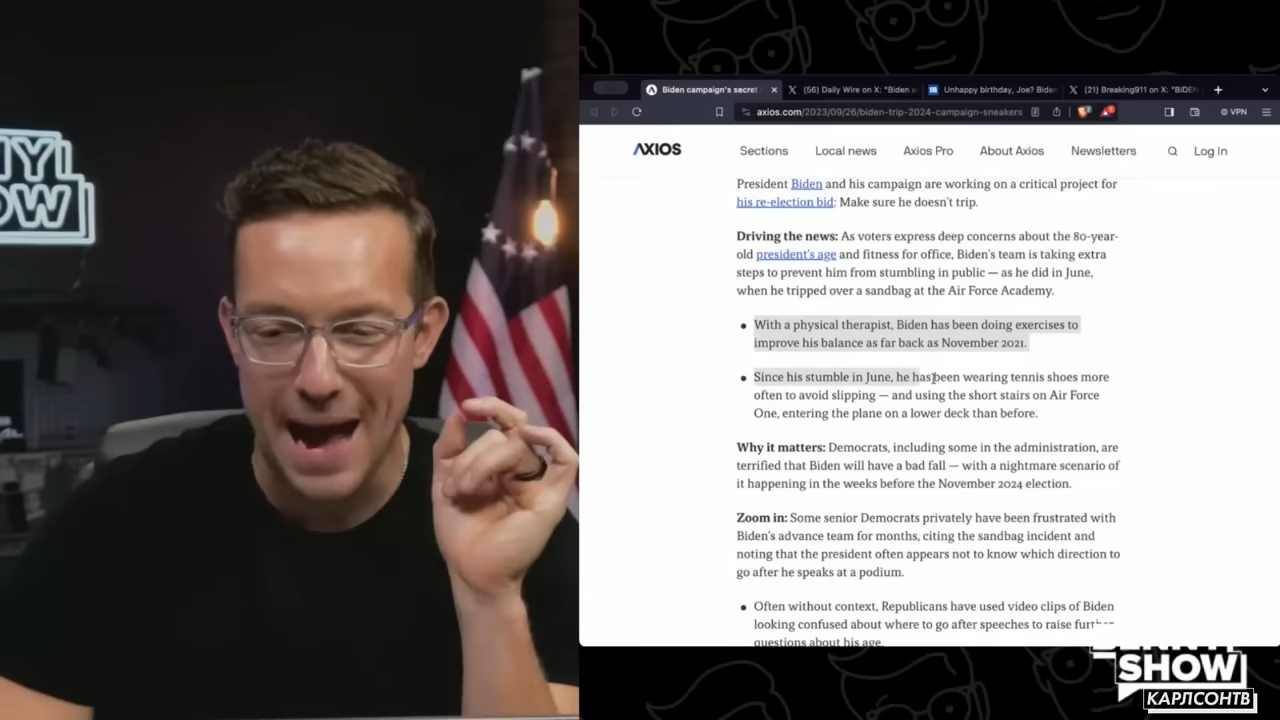 NY
OW
Biden campaign's secret
(56) Daily Wire on X: "Biden
Unhappy birthday, Joe? Biden
(21) Breaking911 on X: "BIDEN
axios.com/2023/09/26/biden-trip-2024-campaign-sneakers
VPN
AXIOS
Sections
Local news
Axios Pro
About Axios
Newsletters
Log In
President Biden and his campaign are working on a critical project for
his re-election bid: Make sure he doesn't trip.
Driving the news: As voters express deep concerns about the 80-year-
old president's age and fitness for office, Biden's team is taking extra
steps to prevent him from stumbling in public — as he did in June,
when he tripped over a sandbag at the Air Force Academy.
• With a physical therapist, Biden has been doing exercises to
improve his balance as far back as November 2021.
• Since his stumble in June, he has been wearing tennis shoes more
often to avoid slipping — and using the short stairs on Air Force
One, entering the plane on a lower deck than before.
Why it matters: Democrats, including some in the administration, are
terrified that Biden will have a bad fall — with a nightmare scenario of
it happening in the weeks before the November 2024 election.
Zoom in: Some senior Democrats privately have been frustrated with
Biden's advance team for months, citing the sandbag incident and
noting that the president often appears not to know which direction to
go after he speaks at a podium.
• Often without context, Republicans have used video clips of Biden
looking confused about where to go after speeches to raise further
questions about his age.
SHOW
КАРЛСОНТВ